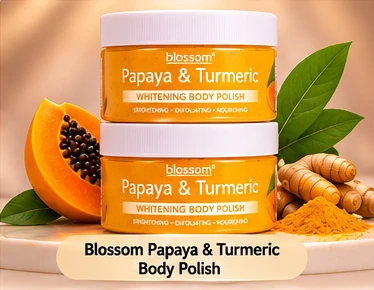 blossom®
Papaya & Turmeric
WHITENING BODY POLISH
BRIGHTENING • EXFOLIATING • NOURISHING
blossom®
Papaya & Turmeric
WHITENING BODY POLISH
BRIGHTENING • EXFOLIATING • NOURISHING
Blossom Papaya & Turmeric
Body Polish